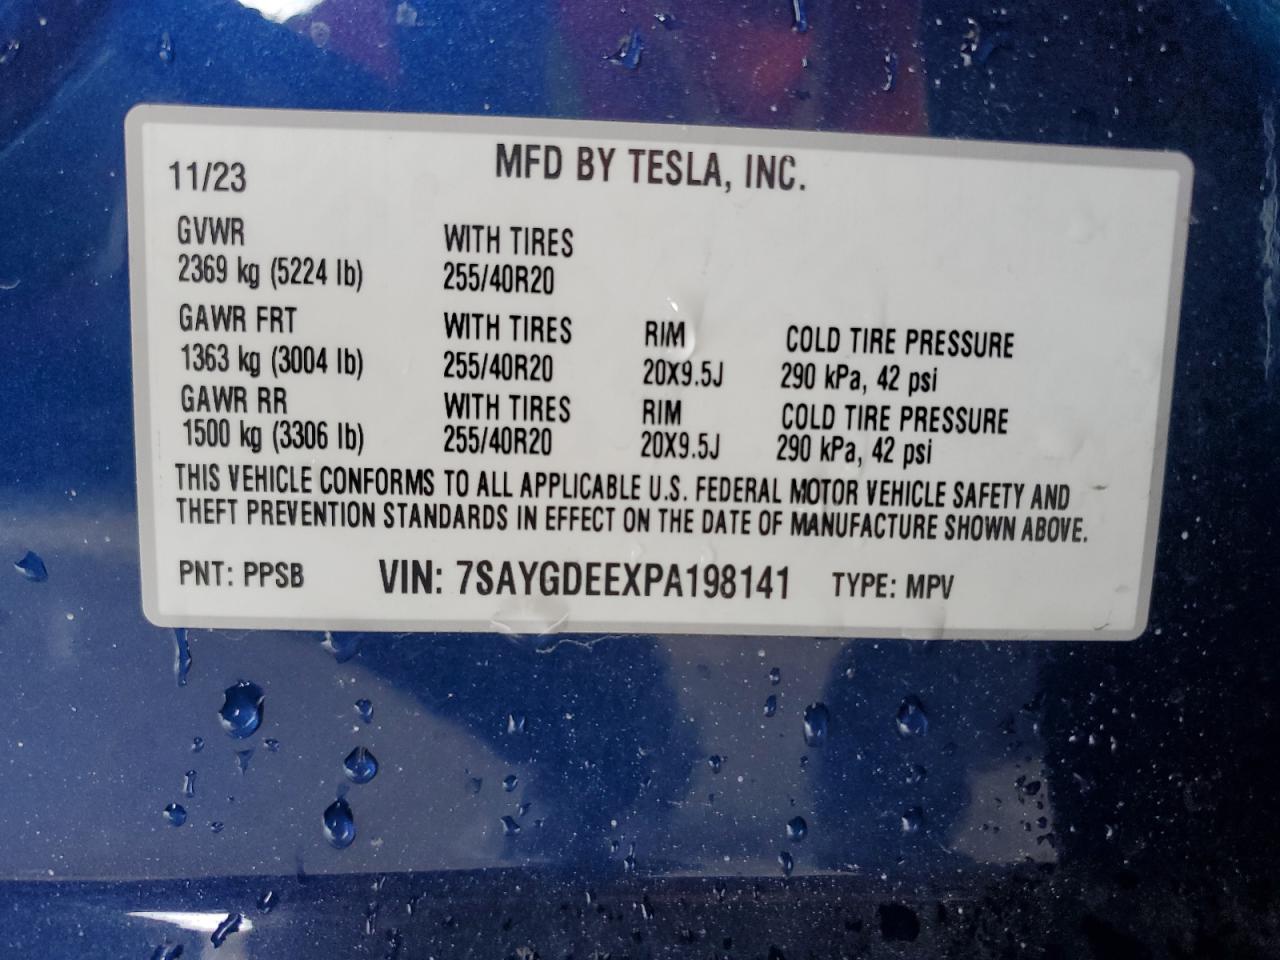 MFD BY TESLA, INC.
11/23
GVWR WITH TIRES
2369 kg (5224 lb) 255/40R20
GAWR FRT WITH TIRES RIM COLD TIRE PRESSURE
1363 kg (3004 lb) 255/40R20 20X9.5J 290 kPa, 42 psi
GAWR RR WITH TIRES RIM COLD TIRE PRESSURE
1500 kg (3306 lb) 255/40R20 20X9.5J 290 kPa, 42 psi
THIS VEHICLE CONFORMS TO ALL APPLICABLE U.S. FEDERAL MOTOR VEHICLE SAFETY AND
THEFT PREVENTION STANDARDS IN EFFECT ON THE DATE OF MANUFACTURE SHOWN ABOVE.
PNT: PPSB VIN: 7SAYGDEEXPA198141 TYPE: MPV